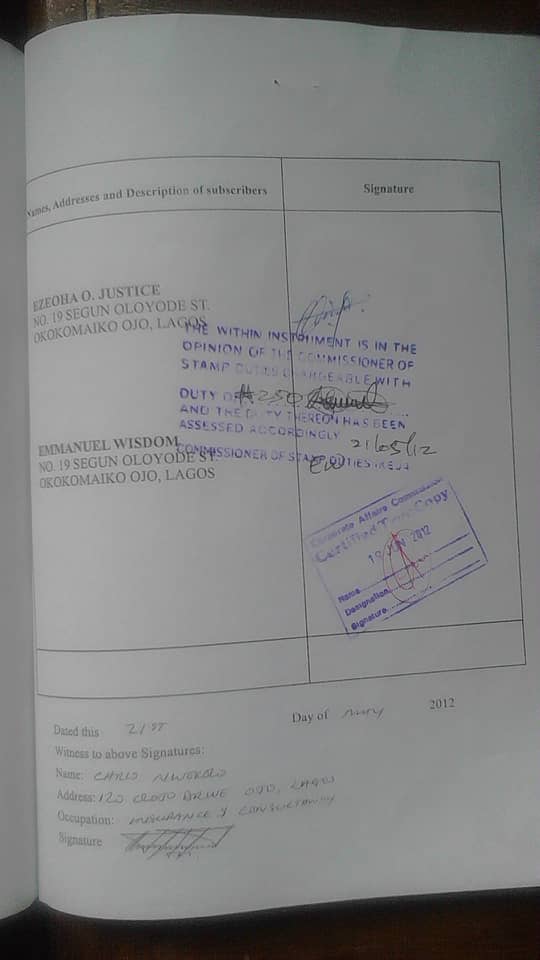 Names, Addresses and Description of subscribers
Signature
EZEOHA O. JUSTICE
NO. 19 SEGUN OLOYODE ST.
OKOKOMAIKO OJO, LAGOS
THE WITHIN INSTRUMENT IS IN THE
OPINION OF THE COMMISSIONER OF
STAMP DUTIES CHARGEABLE WITH
DUTY OF ₦250
AND THE DUTY THEREON HAS BEEN
ASSESSED ACCORDINGLY
21/05/12
COMMISSIONER OF STAMP DUTIES IKEJA
EMMANUEL WISDOM
NO. 19 SEGUN OLOYODE ST.
OKOKOMAIKO OJO, LAGOS
Corporate Affairs Commission
Certified True Copy
19 JUN 2012
Name
Designation
Signature
Dated this 21st Day of May 2012
Witness to above Signatures:
Name: CHRIS
Address: 120, DRIVE OJO, LAGOS
Occupation: INSURANCE & CONSULTANCY
Signature